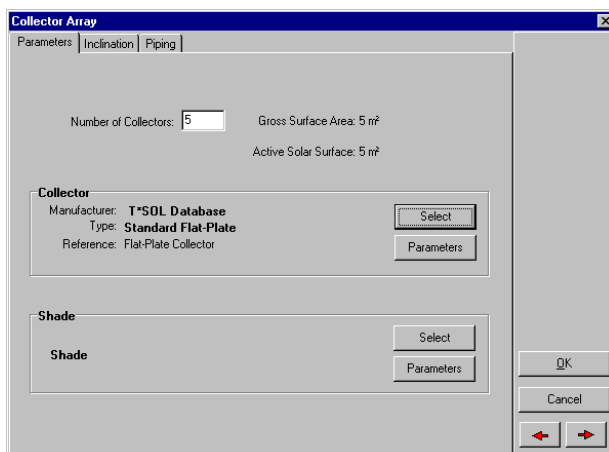 Collector Array
Parameters Inclination Piping
Number of Collectors: 5 Gross Surface Area: 5 m²
Active Solar Surface: 5 m²
Collector
Manufacturer: T*SOL Database
Type: Standard Flat-Plate
Reference: Flat-Plate Collector
Select
Parameters
Shade
Shade
Select
Parameters
OK
Cancel